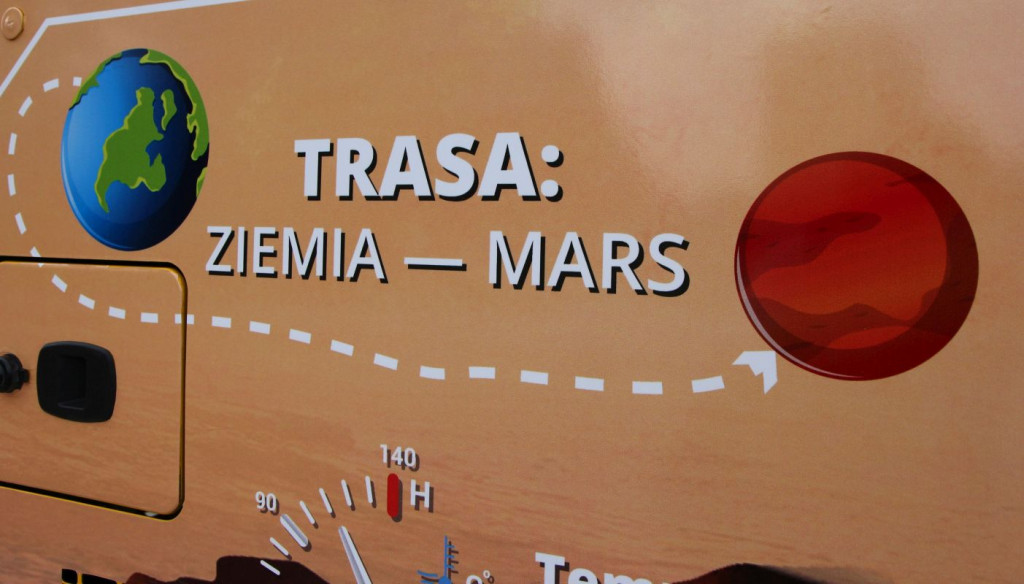 TRASA:
ZIEMIA — MARS
140
90
H